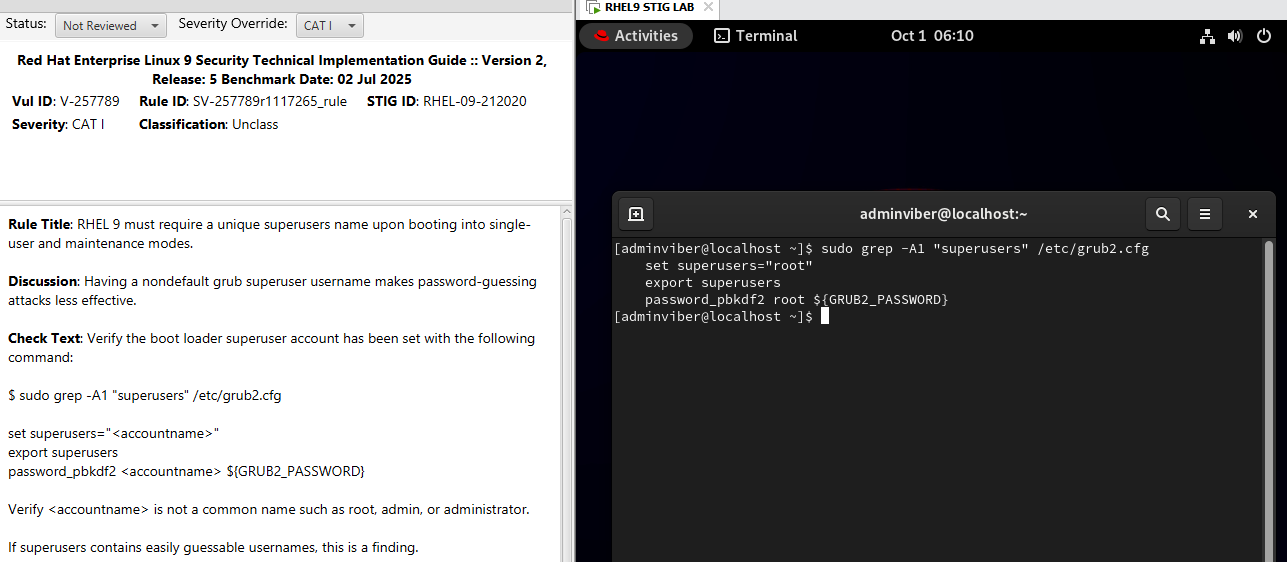 Status: Not Reviewed Severity Override: CAT I
Red Hat Enterprise Linux 9 Security Technical Implementation Guide :: Version 2,
Release: 5 Benchmark Date: 02 Jul 2025
Vul ID: V-257789 Rule ID: SV-257789r1117265_rule STIG ID: RHEL-09-212020
Severity: CAT I Classification: Unclass
Rule Title: RHEL 9 must require a unique superusers name upon booting into single-
user and maintenance modes.
Discussion: Having a nondefault grub superuser username makes password-guessing
attacks less effective.
Check Text: Verify the boot loader superuser account has been set with the following
command:
$ sudo grep -A1 "superusers" /etc/grub2.cfg
set superusers="<accountname>"
export superusers
password_pbkdf2 <accountname> ${GRUB2_PASSWORD}
Verify <accountname> is not a common name such as root, admin, or administrator.
If superusers contains easily guessable usernames, this is a finding.
RHEL9 STIG LAB
Activities Terminal Oct 1 06:10
adminviber@localhost:~
[adminviber@localhost ~]$ sudo grep -A1 "superusers" /etc/grub2.cfg
set superusers="root"
export superusers
password_pbkdf2 root ${GRUB2_PASSWORD}
[adminviber@localhost ~]$